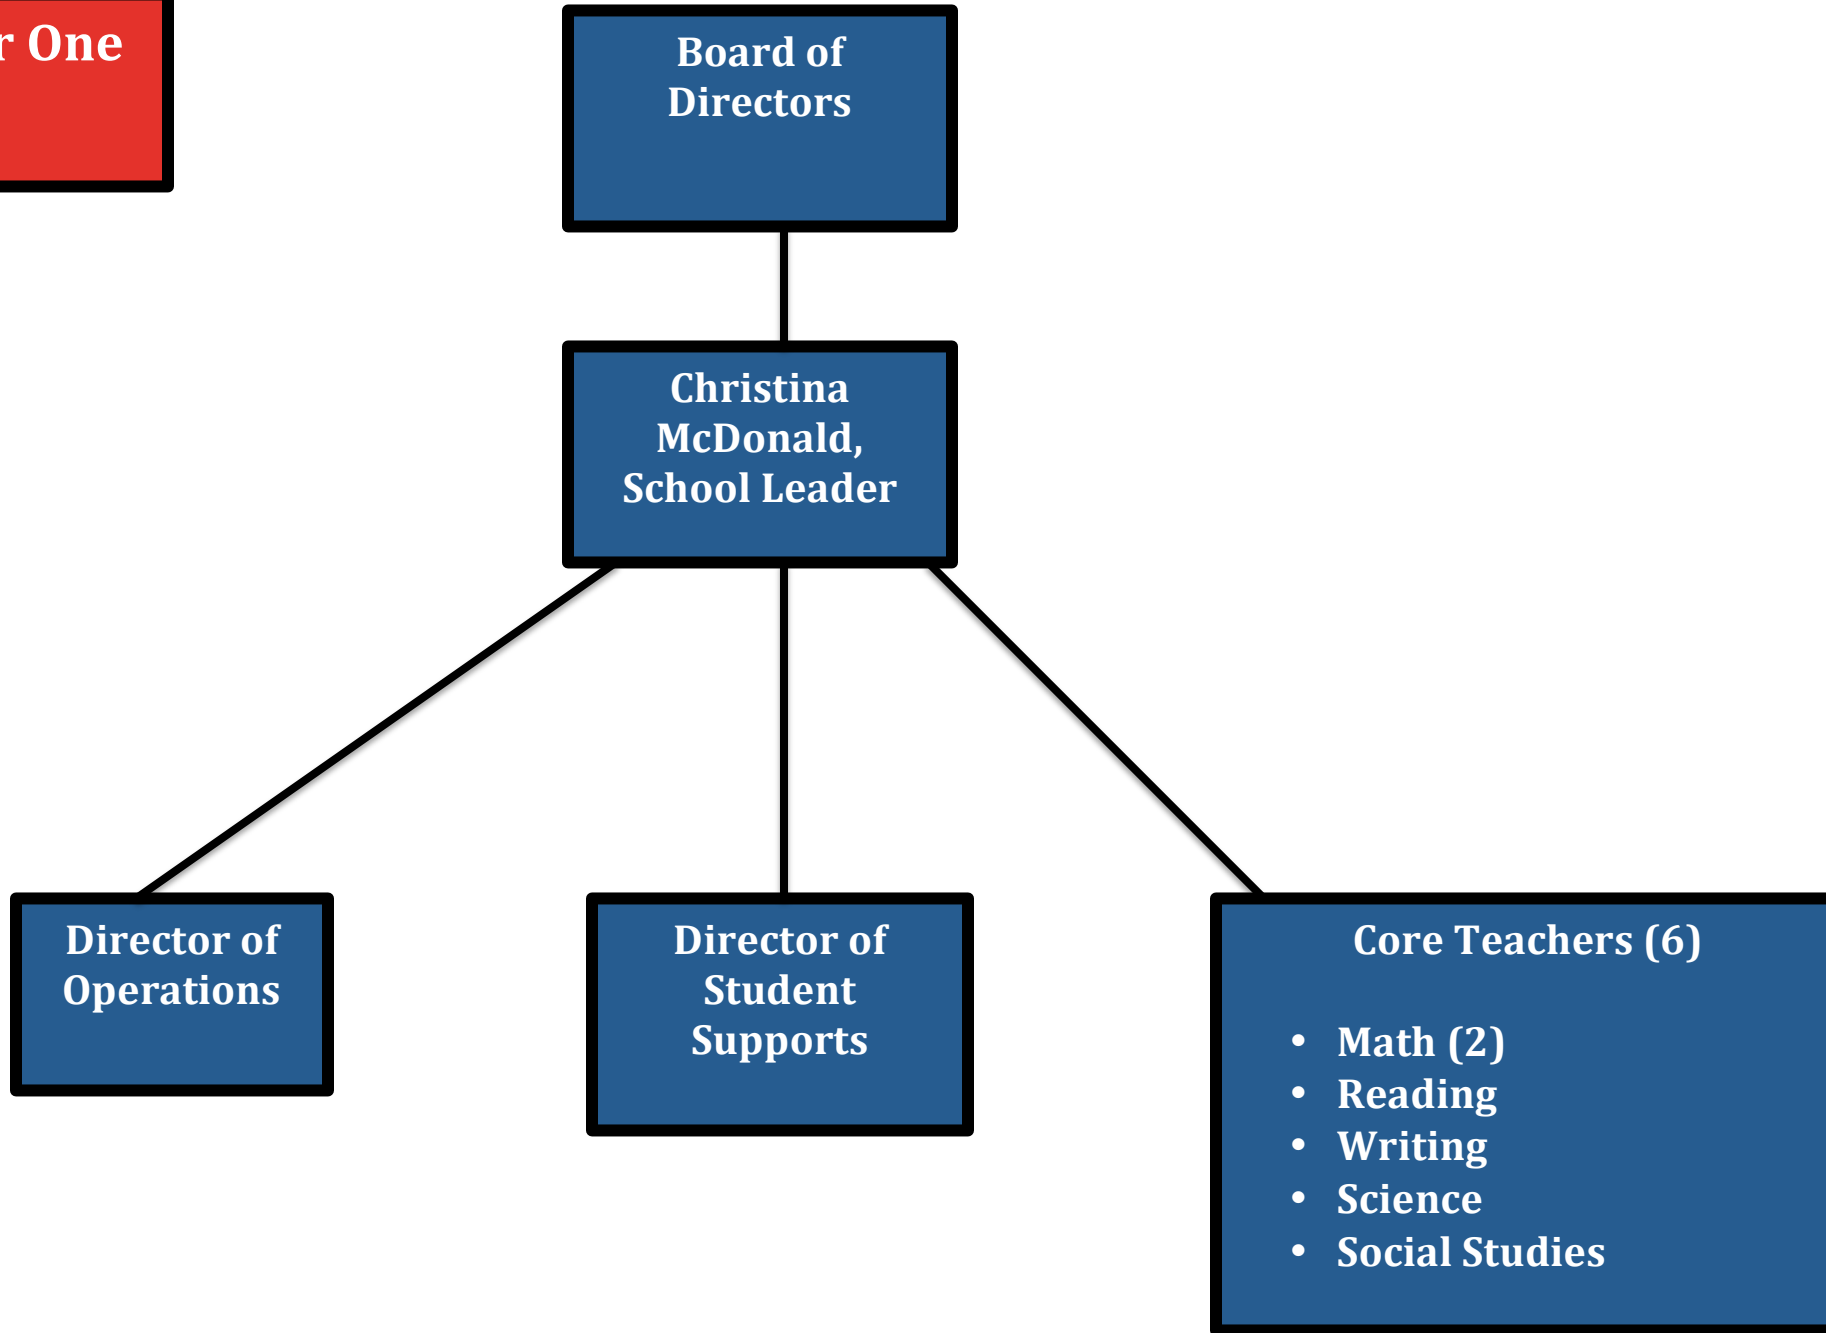 One
Board of
Directors
Christina
McDonald,
School Leader
Director of
Operations
Director of
Student
Supports
Core Teachers (6)
• Math (2)
• Reading
• Writing
• Science
• Social Studies